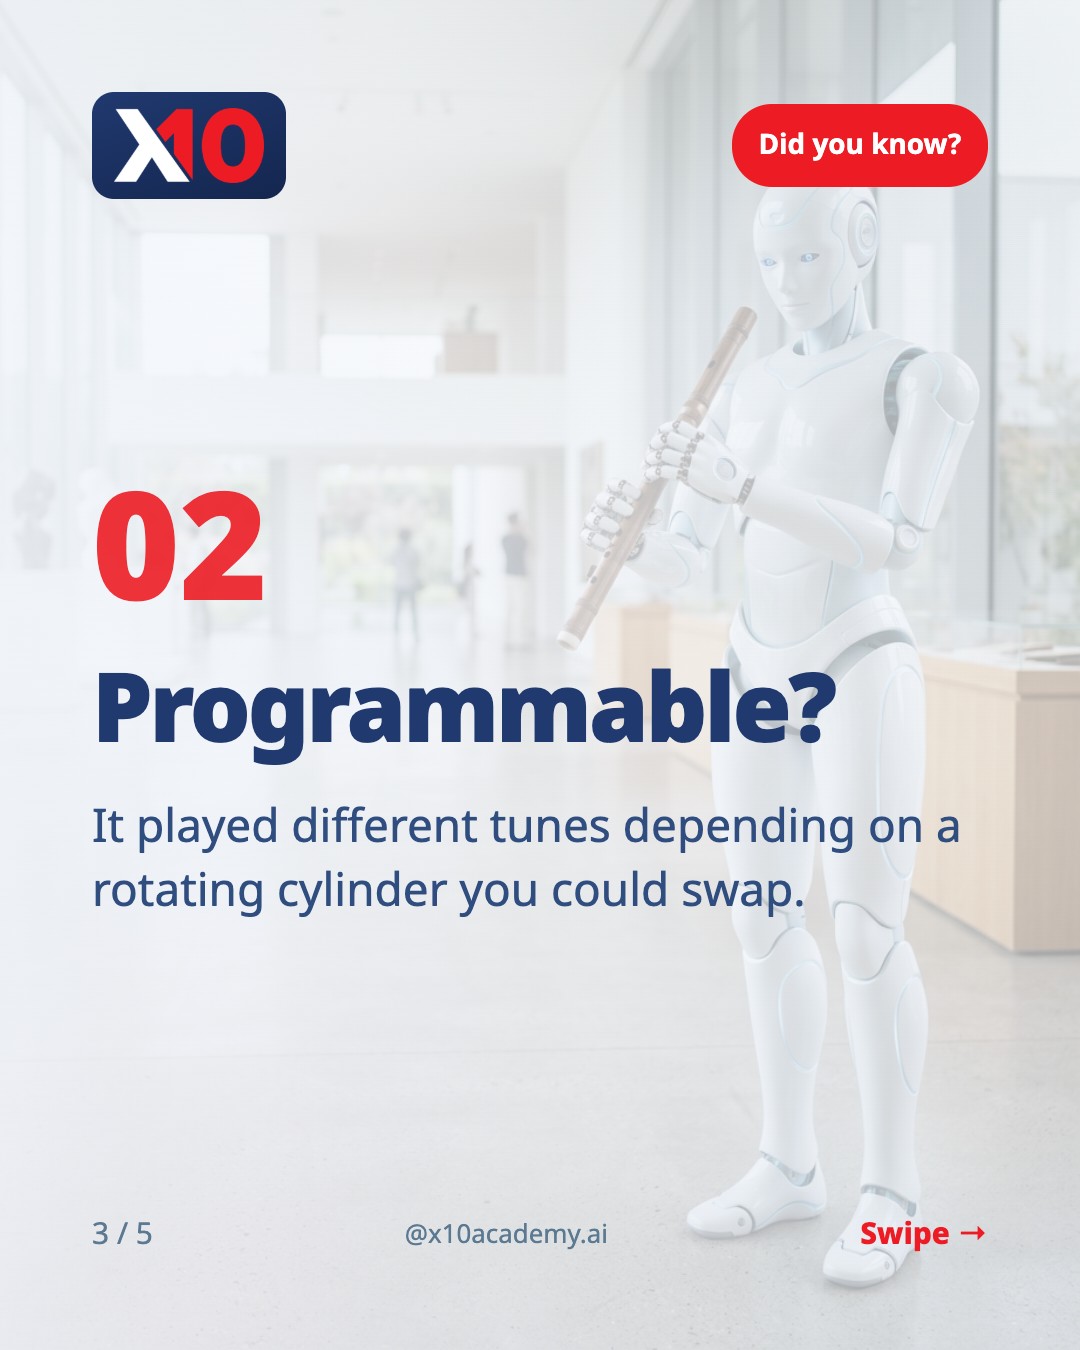 X10
Did you know?
02
Programmable?
It played different tunes depending on a
rotating cylinder you could swap.
3 / 5
@x10academy.ai
Swipe →